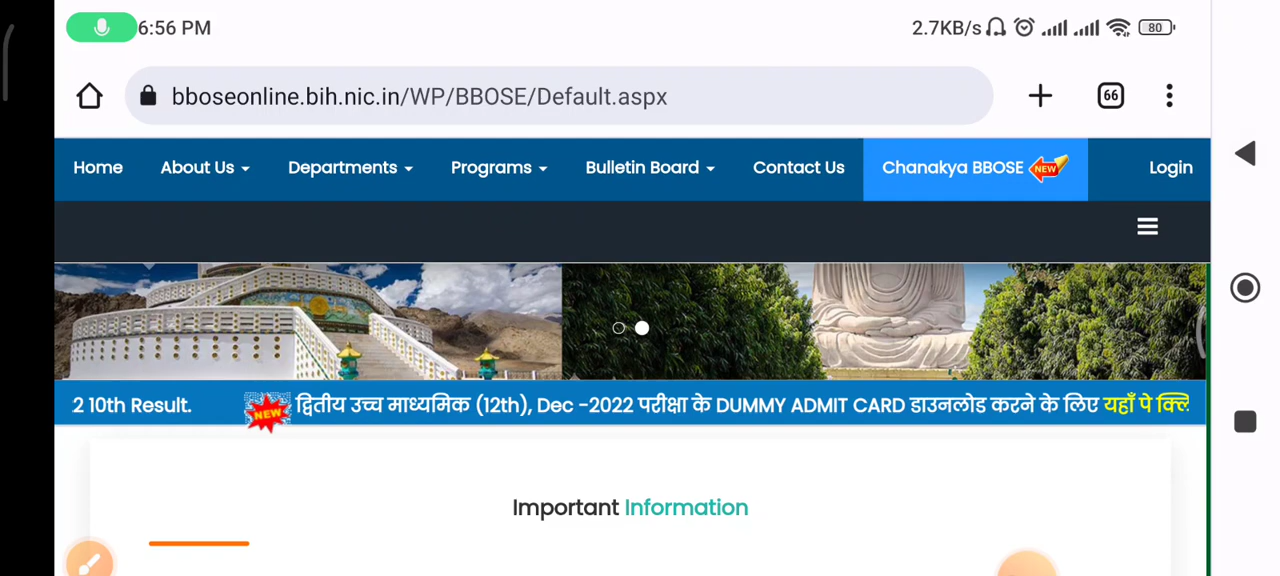 6:56 PM 2.7KB/s 80
bboseonline.bih.nic.in/WP/BBOSE/Default.aspx 66
Home About Us Departments Programs Bulletin Board Contact Us Chanakya BBOSE NEW Login
2 10th Result. NEW द्वितीय उच्च माध्यमिक (12th), Dec -2022 परीक्षा के DUMMY ADMIT CARD डाउनलोड करने के लिए यहाँ पे क्लि
Important Information